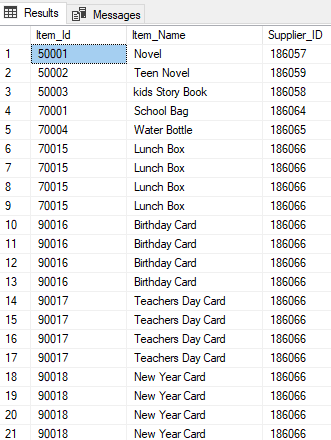 Results Messages
Item_Id Item_Name Supplier_ID
1 50001 Novel 186057
2 50002 Teen Novel 186059
3 50003 kids Story Book 186058
4 70001 School Bag 186064
5 70004 Water Bottle 186065
6 70015 Lunch Box 186066
7 70015 Lunch Box 186066
8 70015 Lunch Box 186066
9 70015 Lunch Box 186066
10 90016 Birthday Card 186066
11 90016 Birthday Card 186066
12 90016 Birthday Card 186066
13 90016 Birthday Card 186066
14 90017 Teachers Day Card 186066
15 90017 Teachers Day Card 186066
16 90017 Teachers Day Card 186066
17 90017 Teachers Day Card 186066
18 90018 New Year Card 186066
19 90018 New Year Card 186066
20 90018 New Year Card 186066
21 90018 New Year Card 186066